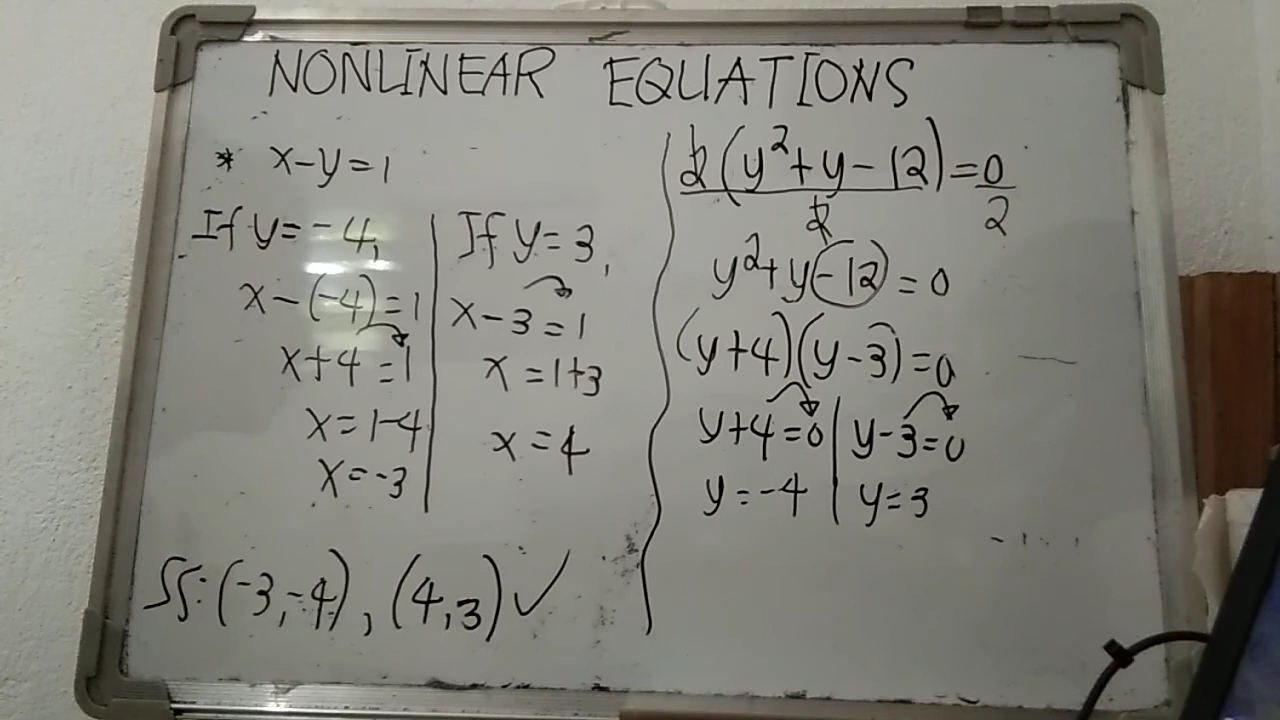 NONLINEAR EQUATIONS
* x-y=1
If y=-4,
x-(-4)=1
x+4=1
x=1-4
x=-3
If y=3,
x-3=1
x=1+3
x=4
SS:(-3,-4), (4,3)✓
2(y²+y-12)=0
2 2
y²+y-12=0
(y+4)(y-3)=0
y+4=0 | y-3=0
y=-4 | y=3